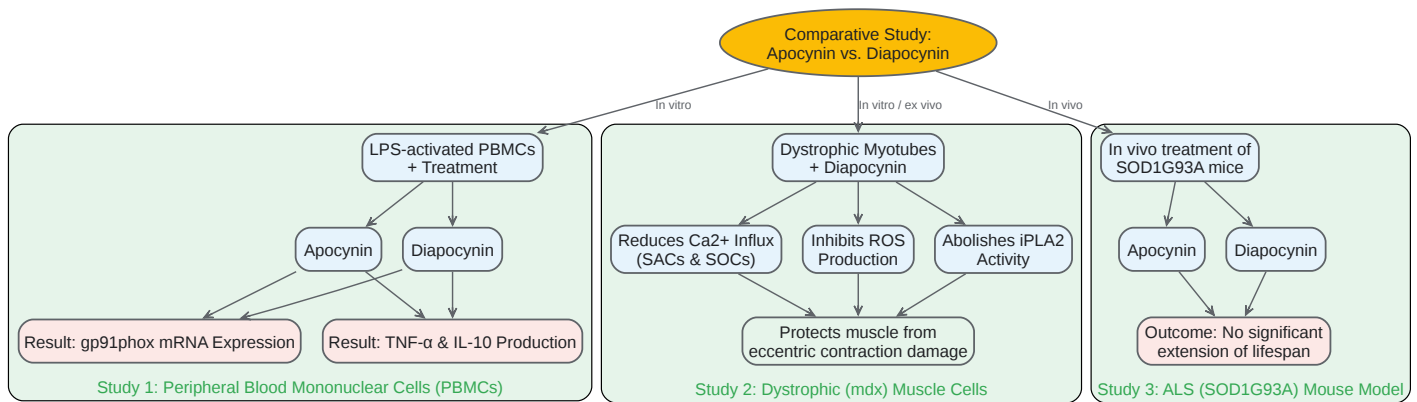 Comparative Study:
Apocynin vs. Diapocynin
In vitro
In vitro / ex vivo
In vivo
LPS-activated PBMCs
+ Treatment
Apocynin
Diapocynin
Result: gp91phox mRNA Expression
Result: TNF-α & IL-10 Production
Study 1: Peripheral Blood Mononuclear Cells (PBMCs)
Dystrophic Myotubes
+ Diapocynin
Reduces Ca2+ Influx
(SACs & SOCs)
Inhibits ROS
Production
Abolishes iPLA2
Activity
Protects muscle from
eccentric contraction damage
Study 2: Dystrophic (mdx) Muscle Cells
In vivo treatment of
SOD1G93A mice
Apocynin
Diapocynin
Outcome: No significant
extension of lifespan
Study 3: ALS (SOD1G93A) Mouse Model